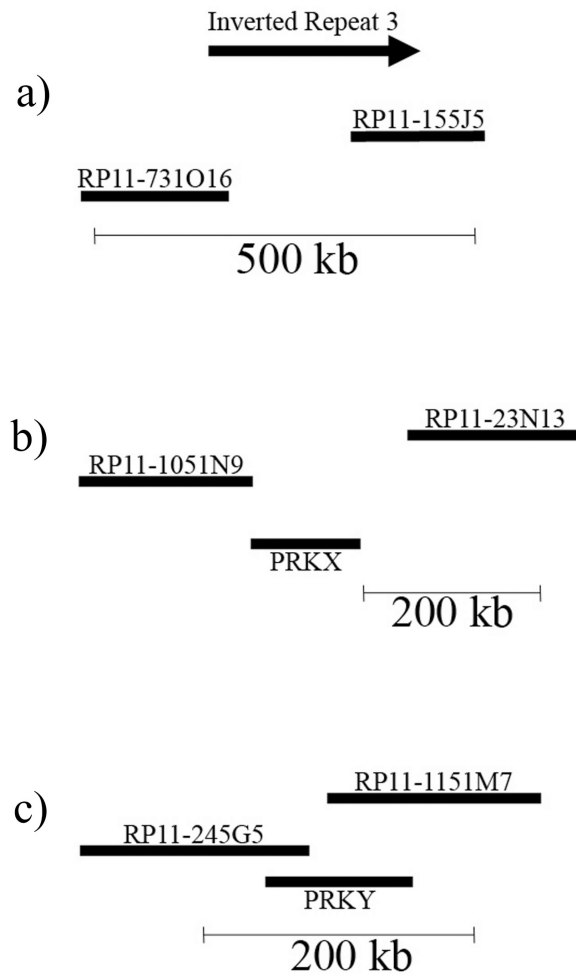 Inverted Repeat 3
a)
RP11-155J5
RP11-731O16
500 kb
b)
RP11-23N13
RP11-1051N9
PRKX
200 kb
c)
RP11-1151M7
RP11-245G5
PRKY
200 kb